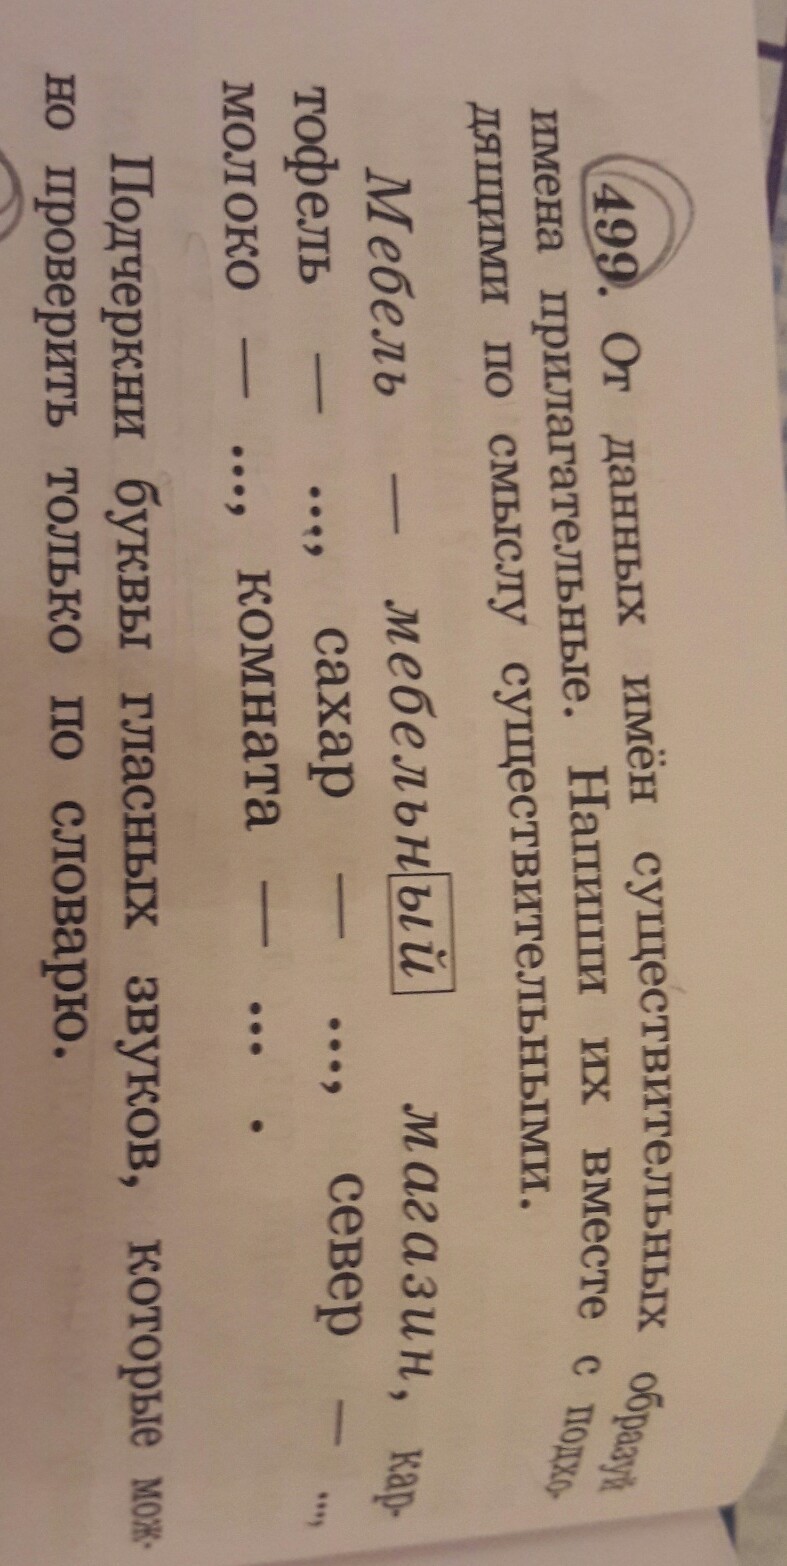 499. От данных имён существительных образуй
имена прилагательные. Напиши их вместе с подхо-
дящими по смыслу существительными.
Мебель — мебельный магазин, кар-
тофель — ..., сахар — ..., север — ...,
молоко — ..., комната — ... .
Подчеркни буквы гласных звуков, которые мож-
но проверить только по словарю.